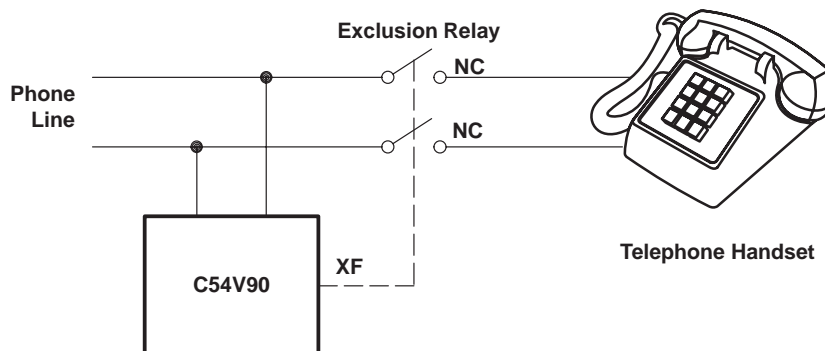 Exclusion Relay
NC
Phone
Line
NC
Telephone Handset
XF
C54V90